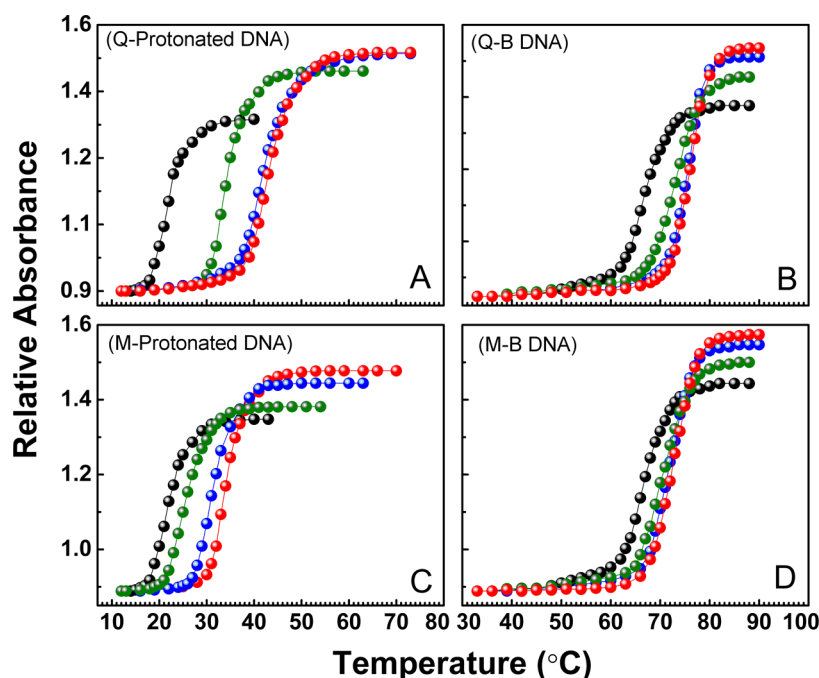 (Q-Protonated DNA)
(Q-B DNA)
1.6
1.4
1.2
1.1
0.9
A
B
Relative Absorbance
(M-Protonated DNA)
(M-B DNA)
1.6
1.4
1.2
1.0
0.9
C
D
10 20 30 40 50 60 70 80
30 40 50 60 70 80 90 100
Temperature (°C)